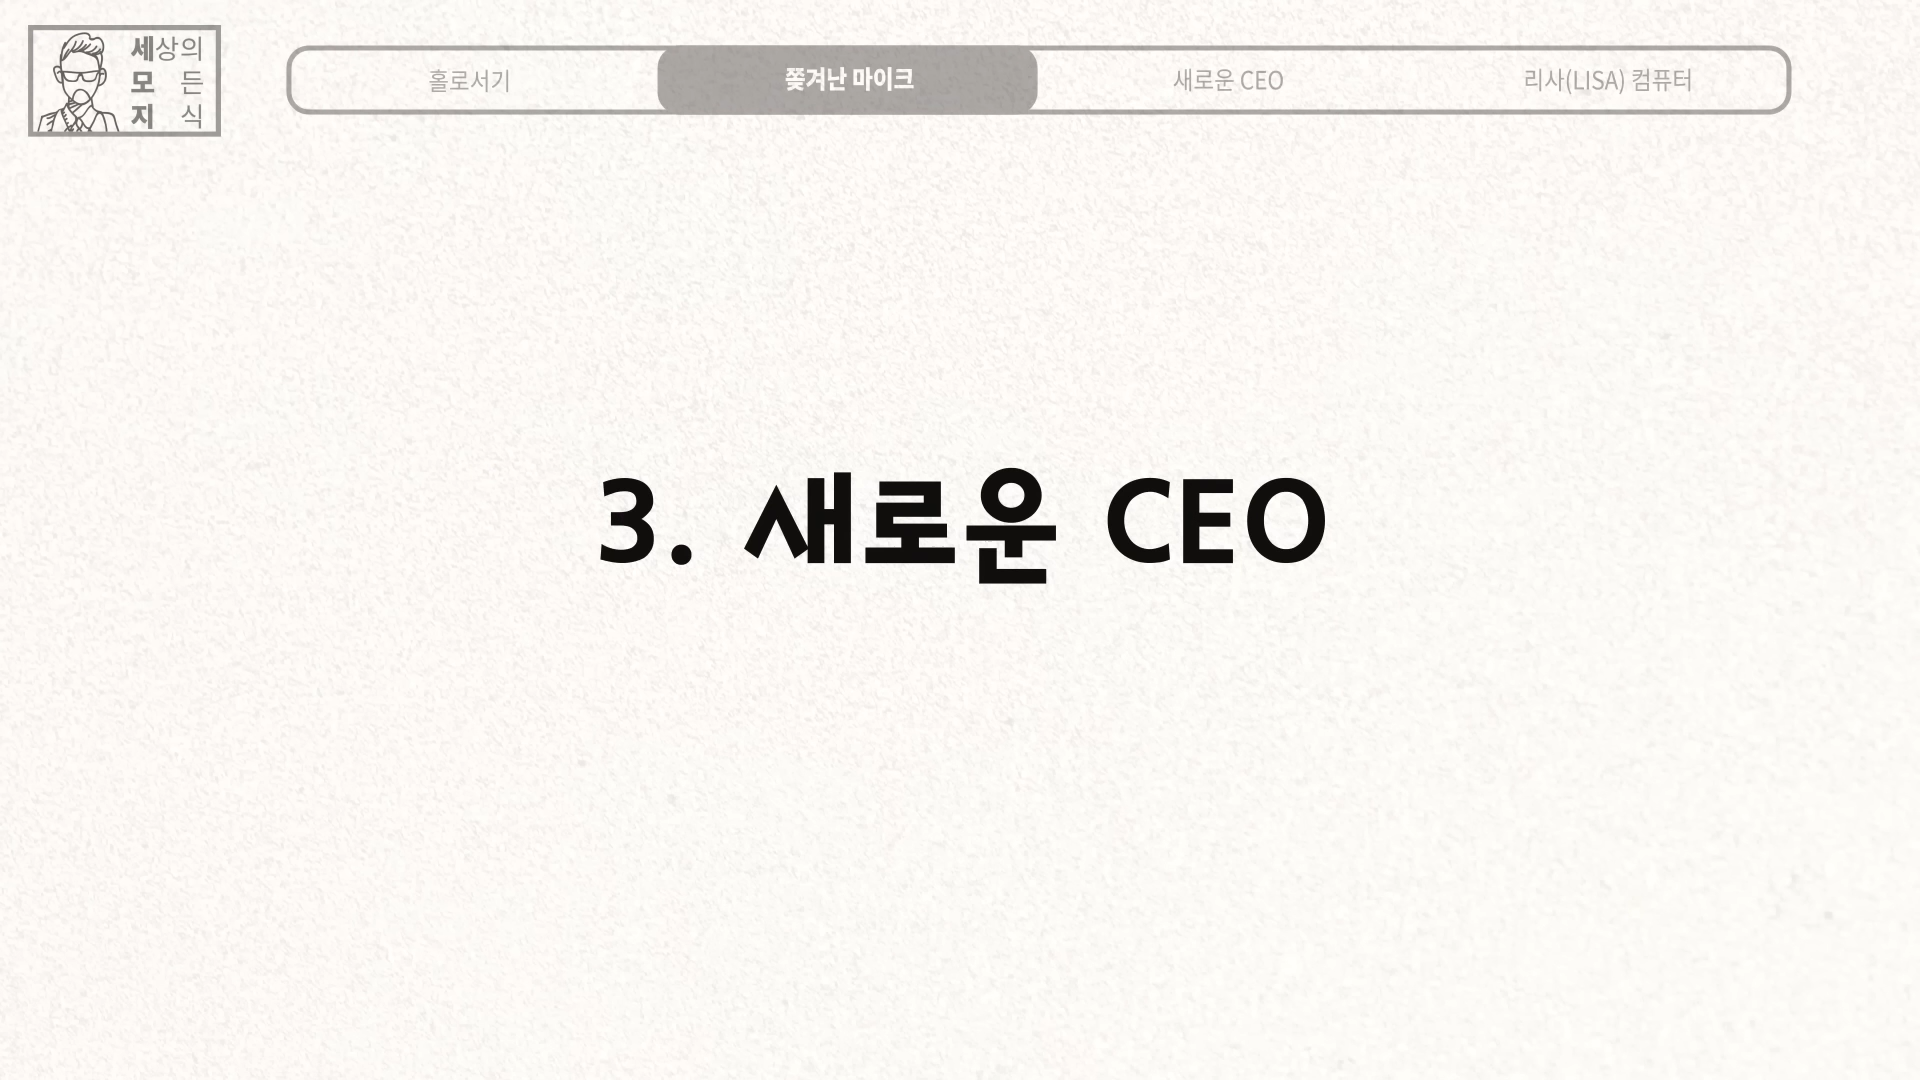 세상의
모든
지식
홀로서기
쫓겨난 마이크
새로운 CEO
리사(LISA) 컴퓨터
3. 새로운 CEO